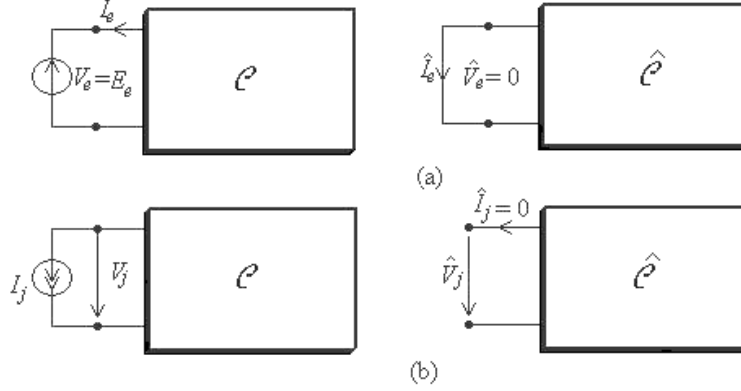 I_e
V_e=E_e
𝒞
Î_e
V̂_e=0
𝒞̂
(a)
I_j
V_j
𝒞
Î_j=0
V̂_j
𝒞̂
(b)